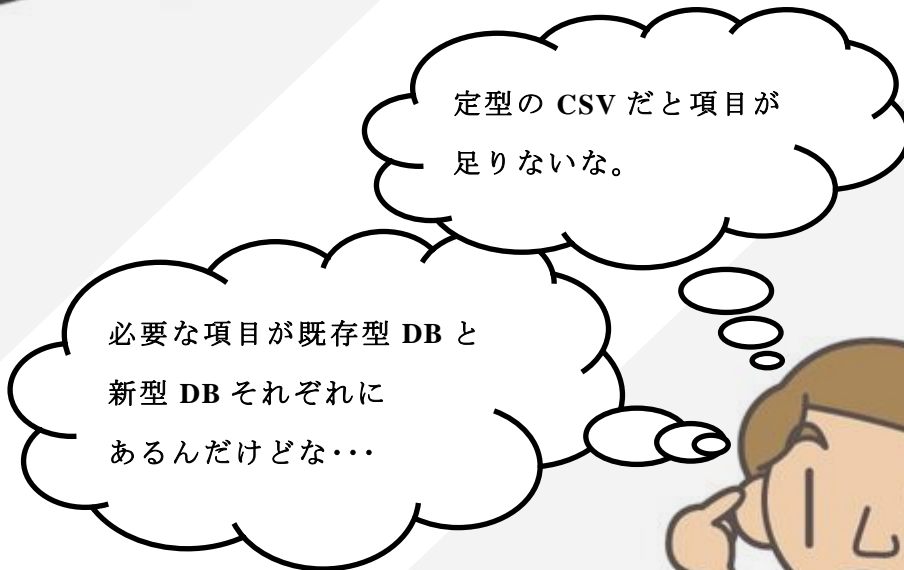 定型の CSV だと項目が
足りないな。
必要な項目が既存型 DB と
新型 DB それぞれに
あるんだけどな･･･